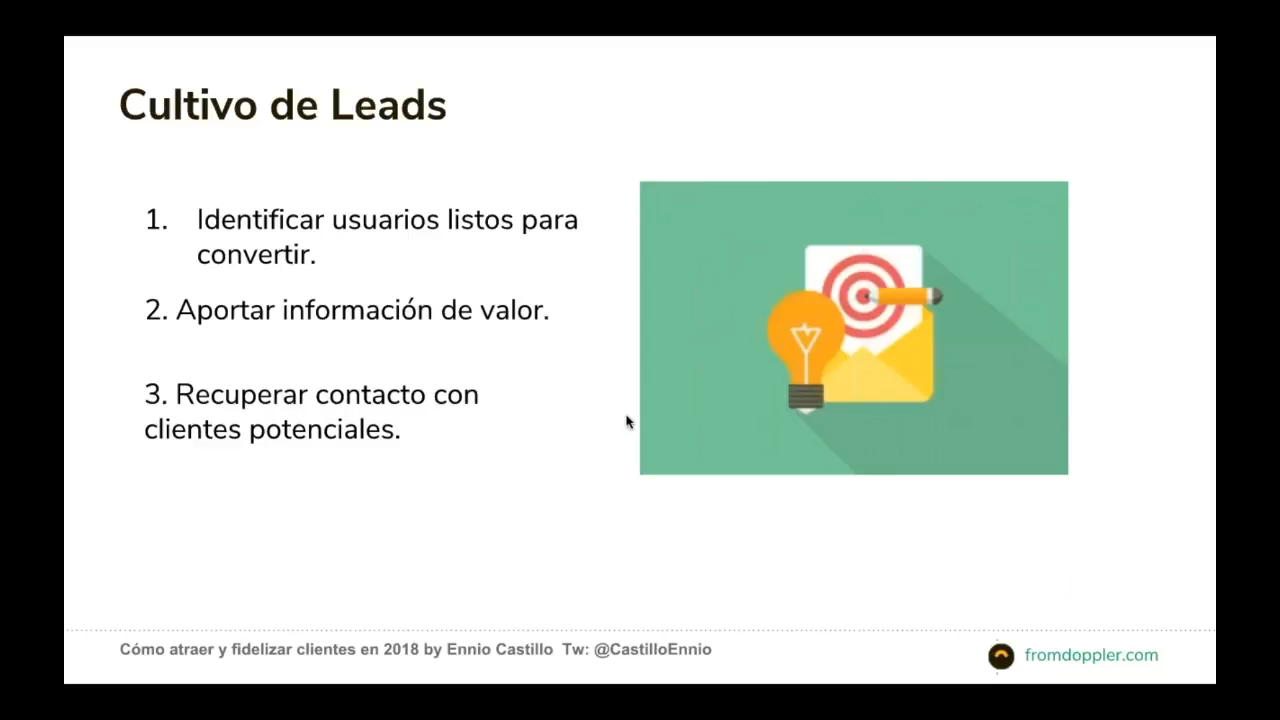 Cultivo de Leads
1. Identificar usuarios listos para
convertir.
2. Aportar información de valor.
3. Recuperar contacto con
clientes potenciales.
Cómo atraer y fidelizar clientes en 2018 by Ennio Castillo Tw: @CastilloEnnio
fromdoppler.com